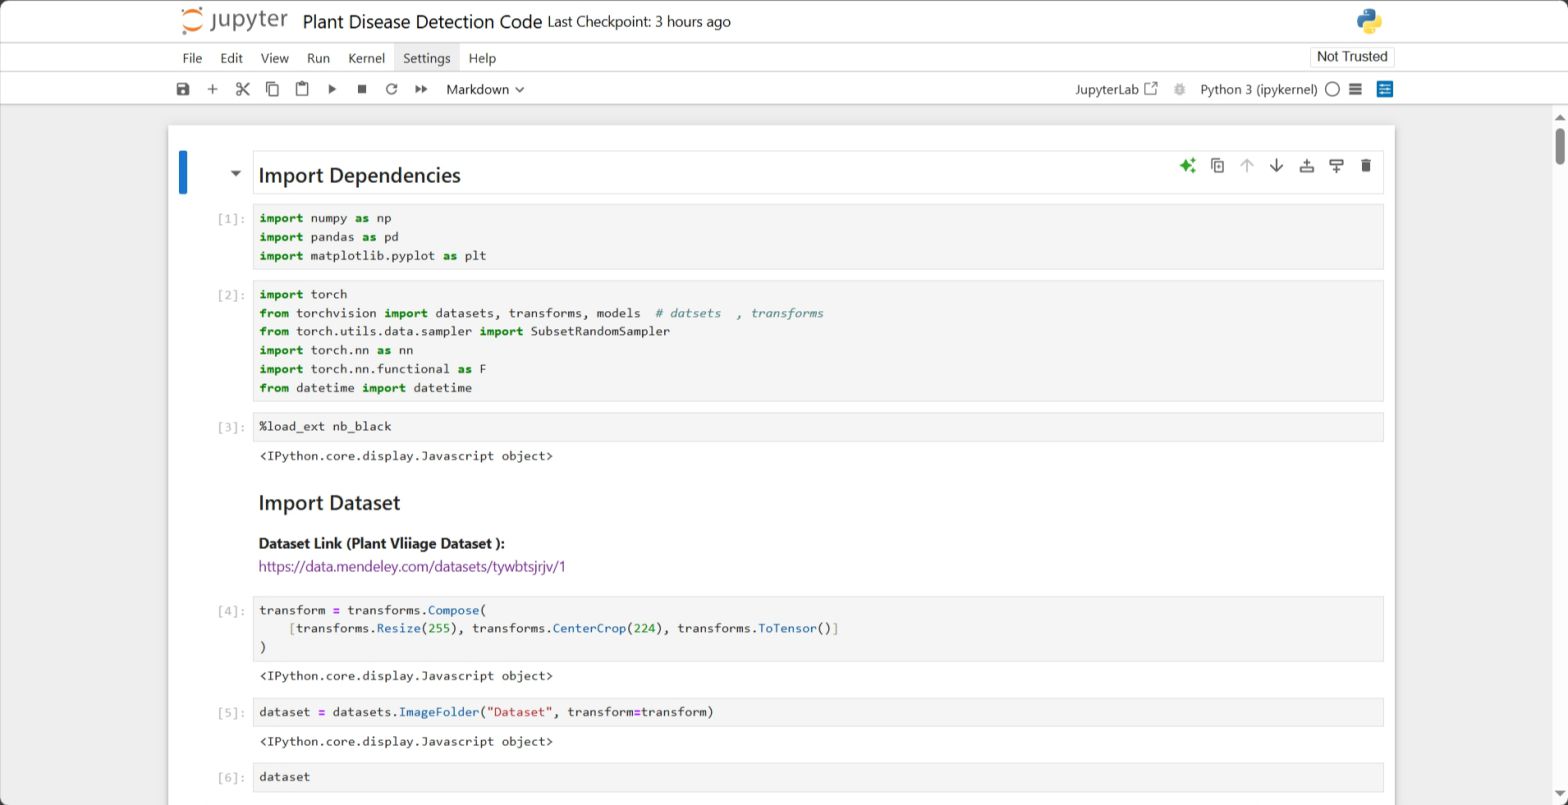 jupyter Plant Disease Detection Code Last Checkpoint: 3 hours ago
File Edit View Run Kernel Settings Help Not Trusted
Markdown JupyterLab Python 3 (ipykernel)
Import Dependencies
[1]: import numpy as np
import pandas as pd
import matplotlib.pyplot as plt
[2]: import torch
from torchvision import datasets, transforms, models  # datsets  , transforms
from torch.utils.data.sampler import SubsetRandomSampler
import torch.nn as nn
import torch.nn.functional as F
from datetime import datetime
[3]: %load_ext nb_black
<IPython.core.display.Javascript object>
Import Dataset
Dataset Link (Plant Vliiage Dataset ):
https://data.mendeley.com/datasets/tywbtsjrjv/1
[4]: transform = transforms.Compose(
    [transforms.Resize(255), transforms.CenterCrop(224), transforms.ToTensor()]
)
<IPython.core.display.Javascript object>
[5]: dataset = datasets.ImageFolder("Dataset", transform=transform)
<IPython.core.display.Javascript object>
[6]: dataset